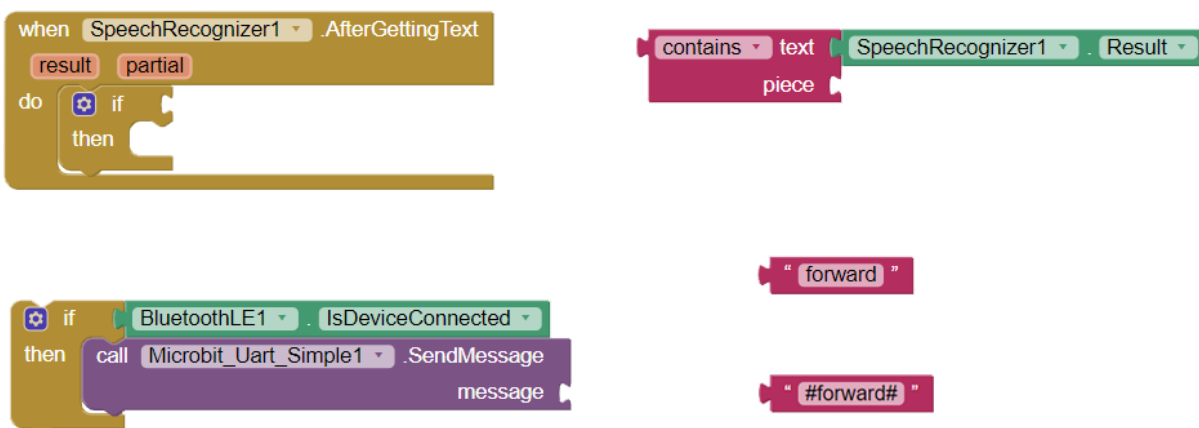 when SpeechRecognizer1 .AfterGettingText
result partial
do if
then
contains text SpeechRecognizer1 . Result
piece
“ forward ”
if BluetoothLE1 . IsDeviceConnected
then call Microbit_Uart_Simple1 .SendMessage
message
“ #forward# ”